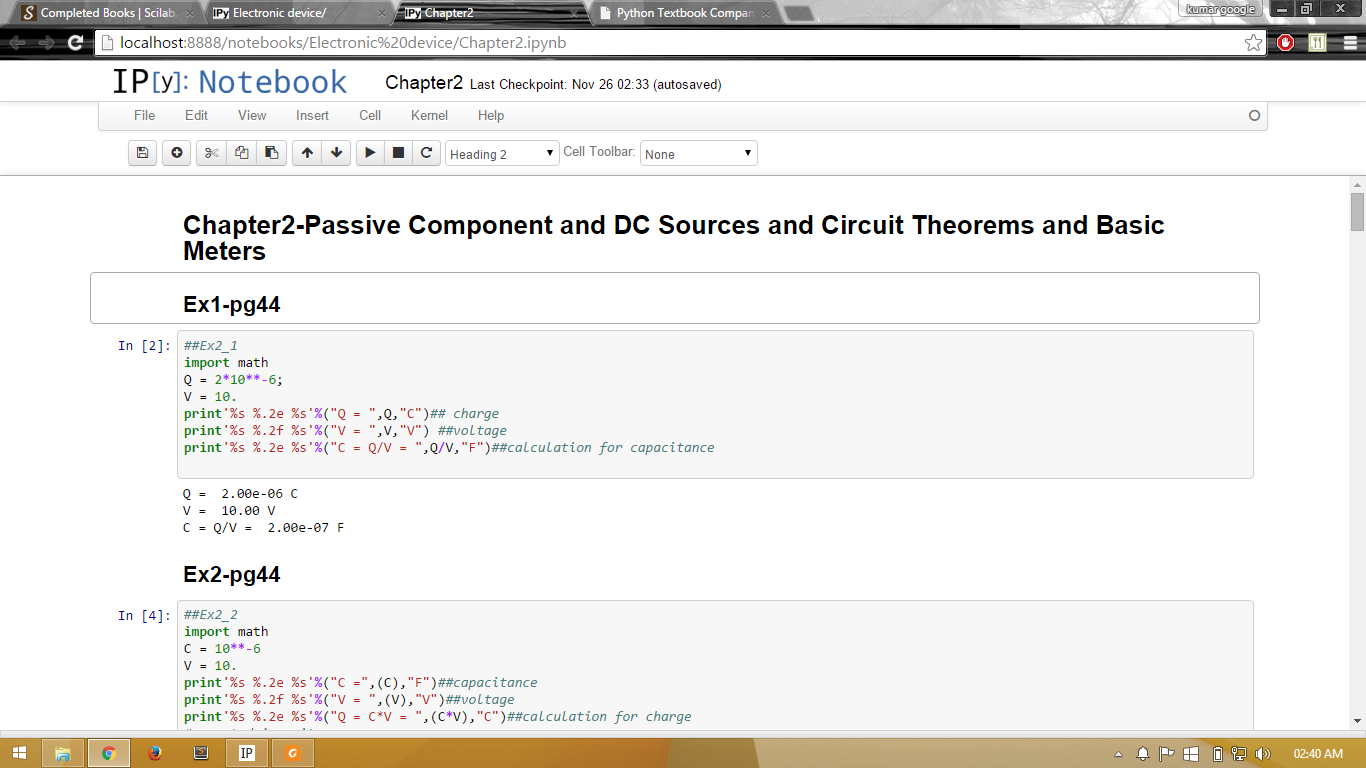 Completed Books | Scilab
IPy Electronic device/
IPy Chapter2
Python Textbook Compan
kumar google
localhost:8888/notebooks/Electronic%20device/Chapter2.ipynb
IP[y]: Notebook
Chapter2 Last Checkpoint: Nov 26 02:33 (autosaved)
File Edit View Insert Cell Kernel Help
Heading 2 Cell Toolbar: None
Chapter2-Passive Component and DC Sources and Circuit Theorems and Basic
Meters
Ex1-pg44
In [2]:
##Ex2_1
import math
Q = 2*10**-6;
V = 10.
print'%s %.2e %s'%("Q = ",Q,"C")## charge
print'%s %.2f %s'%("V = ",V,"V") ##voltage
print'%s %.2e %s'%("C = Q/V = ",Q/V,"F")##calculation for capacitance
Q =  2.00e-06 C
V =  10.00 V
C = Q/V =  2.00e-07 F
Ex2-pg44
In [4]:
##Ex2_2
import math
C = 10**-6
V = 10.
print'%s %.2e %s'%("C =",(C),"F")##capacitance
print'%s %.2f %s'%("V = ",(V),"V")##voltage
print'%s %.2e %s'%("Q = C*V = ",(C*V),"C")##calculation for charge
IP
02:40 AM